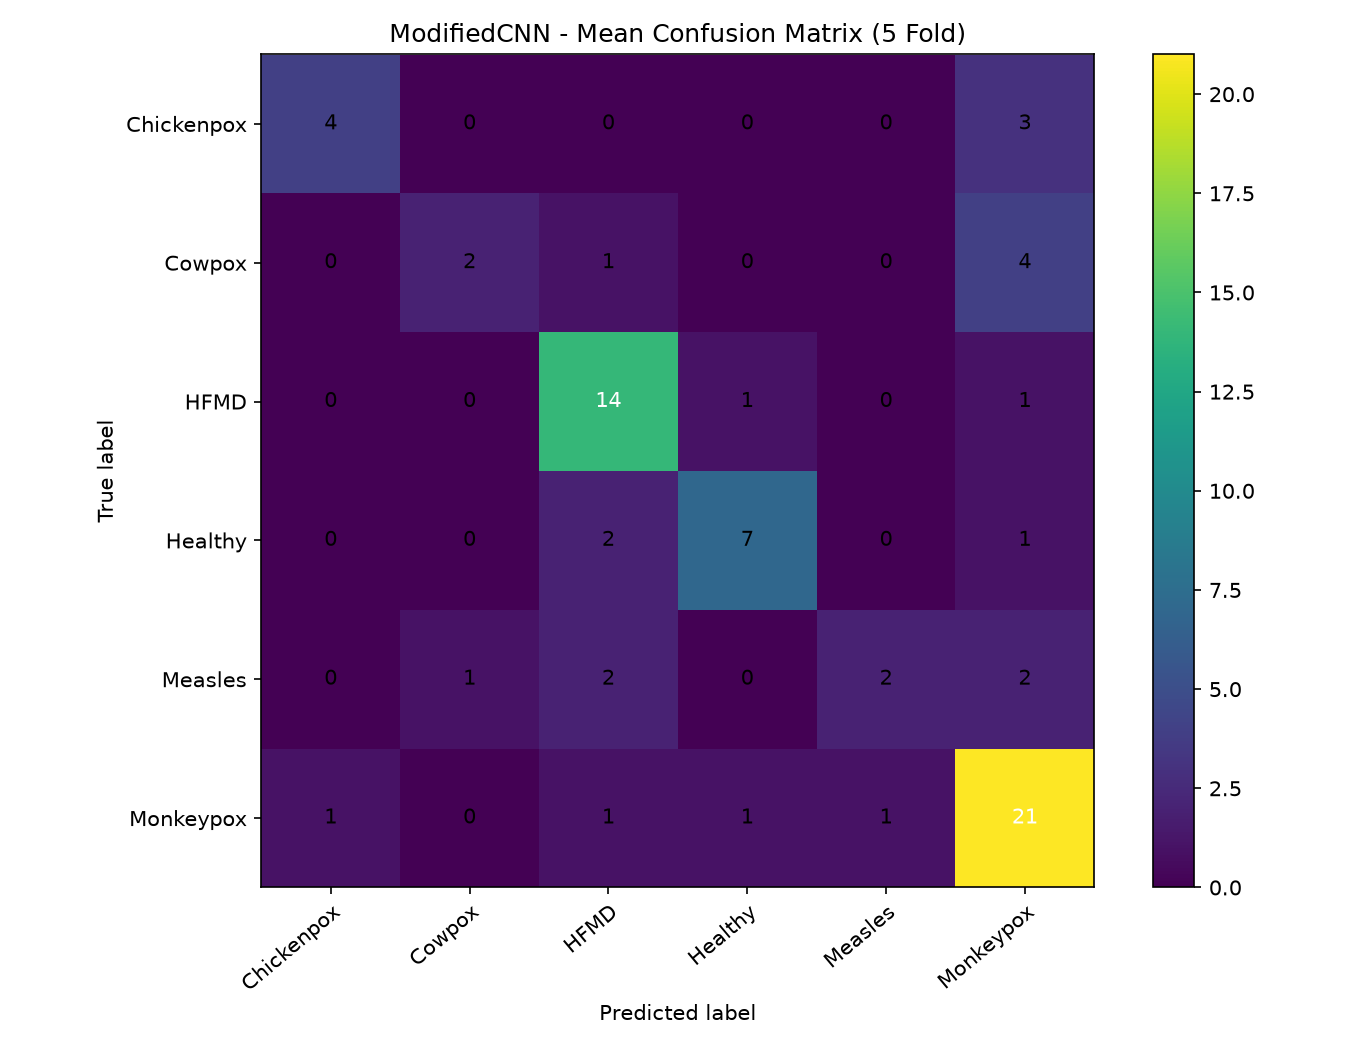 ModifiedCNN - Mean Confusion Matrix (5 Fold)
Chickenpox 4 0 0 0 0 3
Cowpox 0 2 1 0 0 4
HFMD 0 0 14 1 0 1
Healthy 0 0 2 7 0 1
Measles 0 1 2 0 2 2
Monkeypox 1 0 1 1 1 21
True label
Chickenpox Cowpox HFMD Healthy Measles Monkeypox
Predicted label
20.0
17.5
15.0
12.5
10.0
7.5
5.0
2.5
0.0